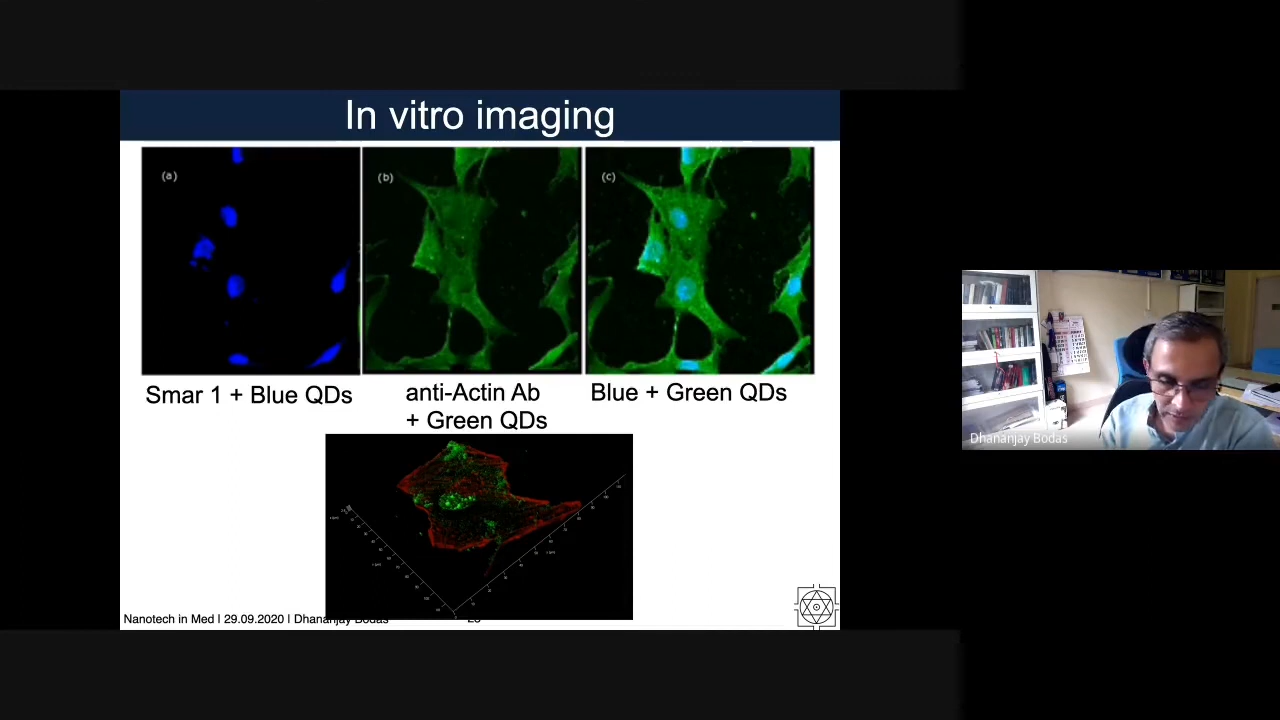 In vitro imaging
(a)
(b)
(c)
Smar 1 + Blue QDs
anti-Actin Ab
+ Green QDs
Blue + Green QDs
Nanotech in Med I 29.09.2020 I Dhananjay Bodas
Dhananjay Bodas